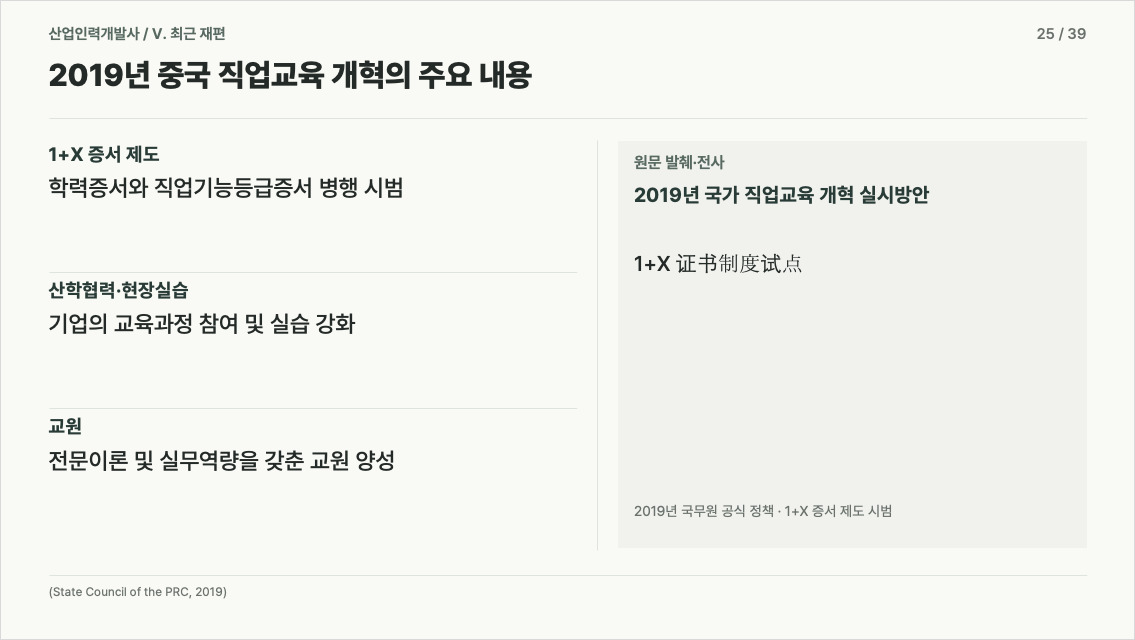 산업인력개발사 / V. 최근 재편
25 / 39
2019년 중국 직업교육 개혁의 주요 내용
1+X 증서 제도
학력증서와 직업기능등급증서 병행 시범
산학협력·현장실습
기업의 교육과정 참여 및 실습 강화
교원
전문이론 및 실무역량을 갖춘 교원 양성
원문 발췌·전사
2019년 국가 직업교육 개혁 실시방안
1+X 证书制度试点
2019년 국무원 공식 정책 · 1+X 증서 제도 시범
(State Council of the PRC, 2019)